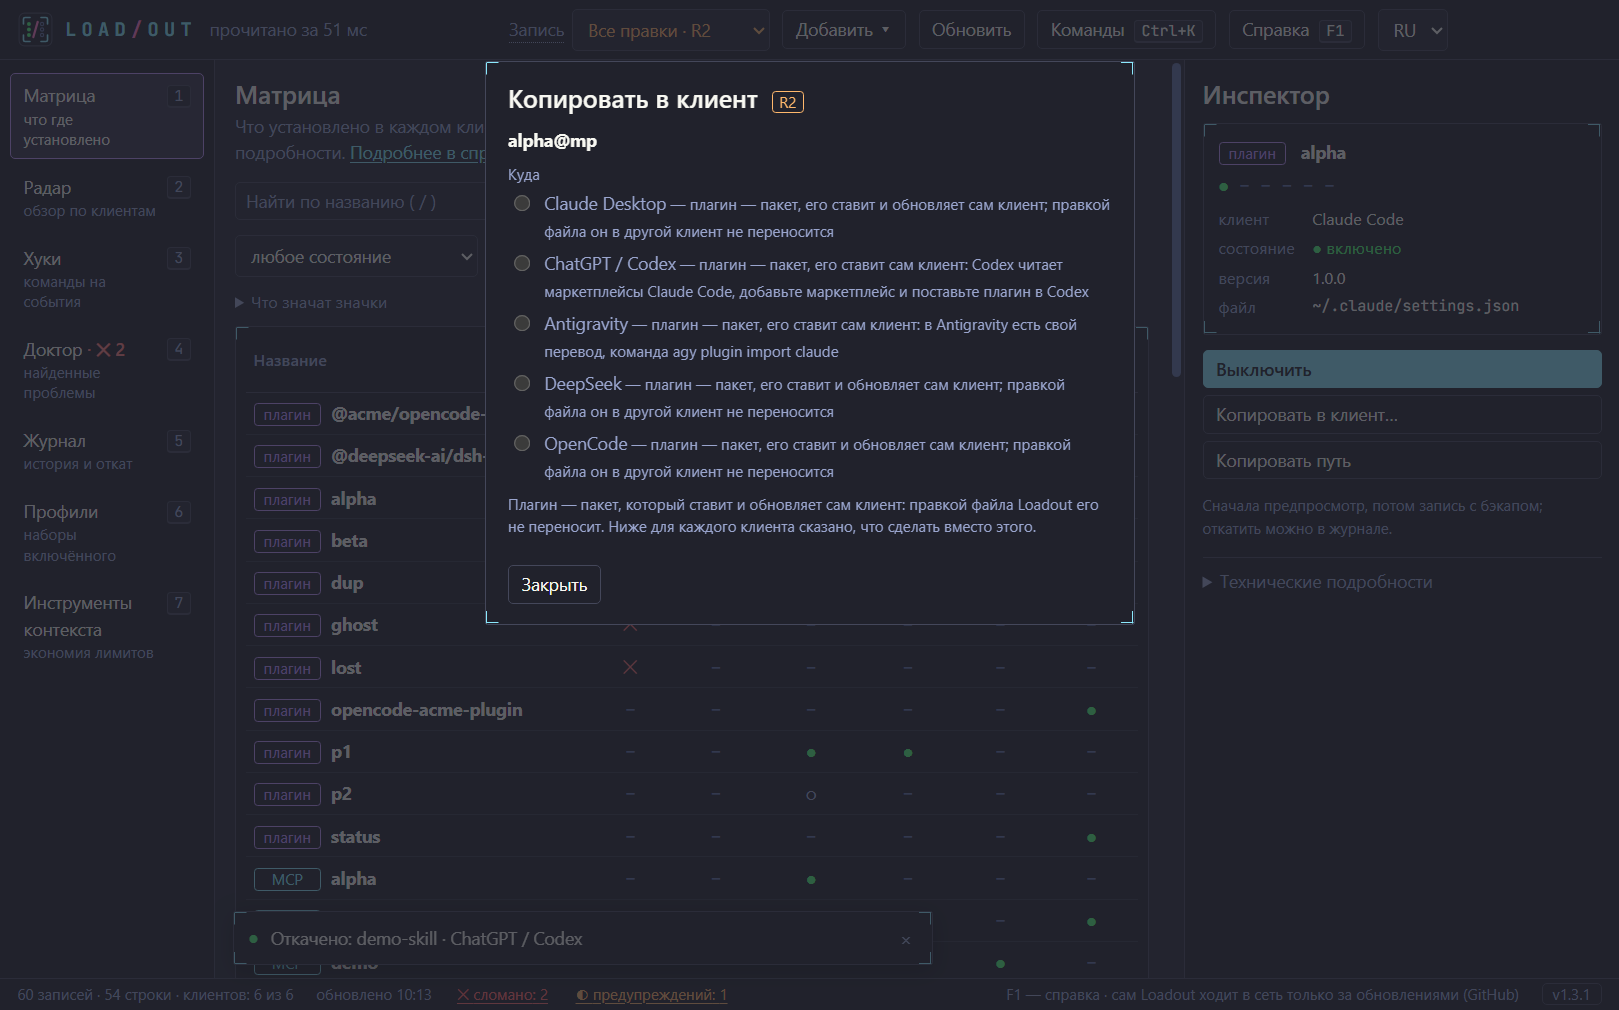 LOAD/OUT прочитано за 51 мс Запись Все правки · R2 Добавить ▾ Обновить Команды Ctrl+K Справка F1 RU
Матрица 1
что где
установлено
Радар 2
обзор по клиентам
Хуки 3
команды на
события
Доктор · ✕ 2 4
найденные
проблемы
Журнал 5
история и откат
Профили 6
наборы
включённого
Инструменты 7
контекста
экономия лимитов
Матрица
Что установлено в каждом кли
подробности. Подробнее в спр
Найти по названию ( / )
любое состояние
Что значат значки
Название
плагин @acme/opencode-
плагин @deepseek-ai/dsh-
плагин alpha
плагин beta
плагин dup
плагин ghost
плагин lost
плагин opencode-acme-plugin
плагин p1
плагин p2
плагин status
MCP alpha
MCP demo
Копировать в клиент R2
alpha@mp
Куда
Claude Desktop — плагин — пакет, его ставит и обновляет сам клиент; правкой
файла он в другой клиент не переносится
ChatGPT / Codex — плагин — пакет, его ставит сам клиент: Codex читает
маркетплейсы Claude Code, добавьте маркетплейс и поставьте плагин в Codex
Antigravity — плагин — пакет, его ставит сам клиент: в Antigravity есть свой
перевод, команда agy plugin import claude
DeepSeek — плагин — пакет, его ставит и обновляет сам клиент; правкой
файла он в другой клиент не переносится
OpenCode — плагин — пакет, его ставит и обновляет сам клиент; правкой
файла он в другой клиент не переносится
Плагин — пакет, который ставит и обновляет сам клиент: правкой файла Loadout его
не переносит. Ниже для каждого клиента сказано, что сделать вместо этого.
Закрыть
Откачено: demo-skill · ChatGPT / Codex ×
Инспектор
плагин alpha
клиент Claude Code
состояние ● включено
версия 1.0.0
файл ~/.claude/settings.json
Выключить
Копировать в клиент...
Копировать путь
Сначала предпросмотр, потом запись с бэкапом;
откатить можно в журнале.
Технические подробности
60 записей · 54 строки · клиентов: 6 из 6 обновлено 10:13 ✕ сломано: 2 ◐ предупреждений: 1 F1 — справка · сам Loadout ходит в сеть только за обновлениями (GitHub) v1.3.1